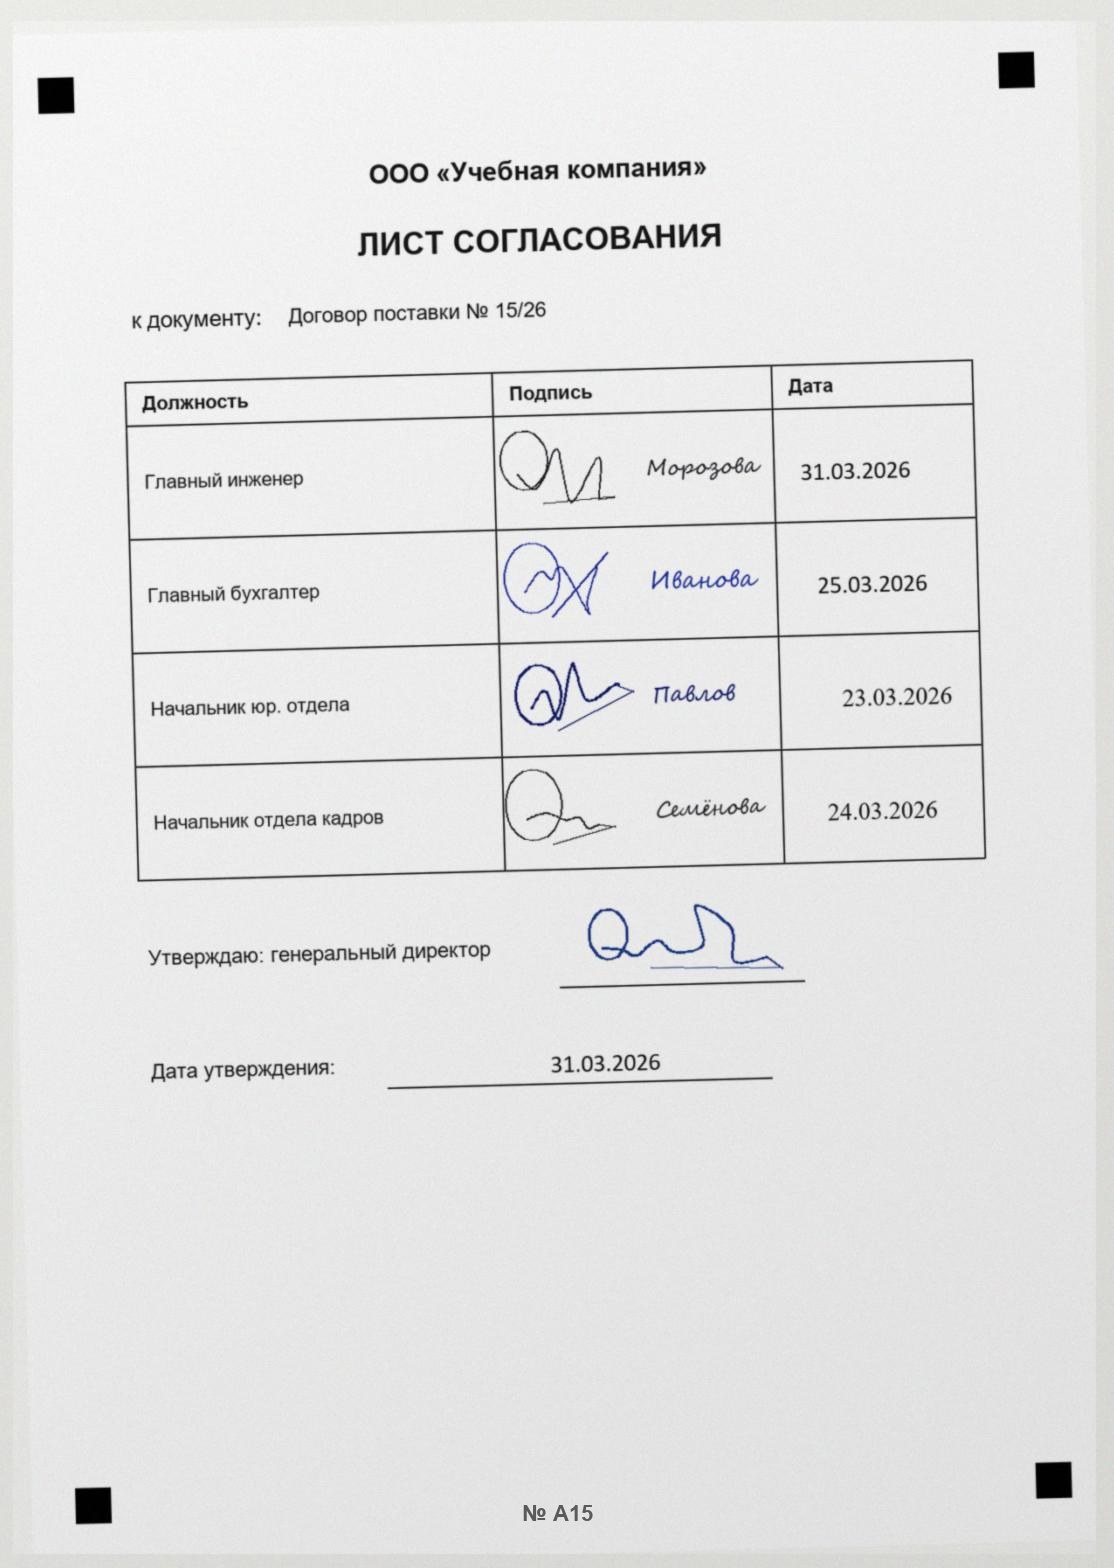 ООО «Учебная компания»
ЛИСТ СОГЛАСОВАНИЯ
к документу: Договор поставки № 15/26
Должность Подпись Дата
Главный инженер Морозова 31.03.2026
Главный бухгалтер Иванова 25.03.2026
Начальник юр. отдела Павлов 23.03.2026
Начальник отдела кадров Семёнова 24.03.2026
Утверждаю: генеральный директор
Дата утверждения: 31.03.2026
№ А15